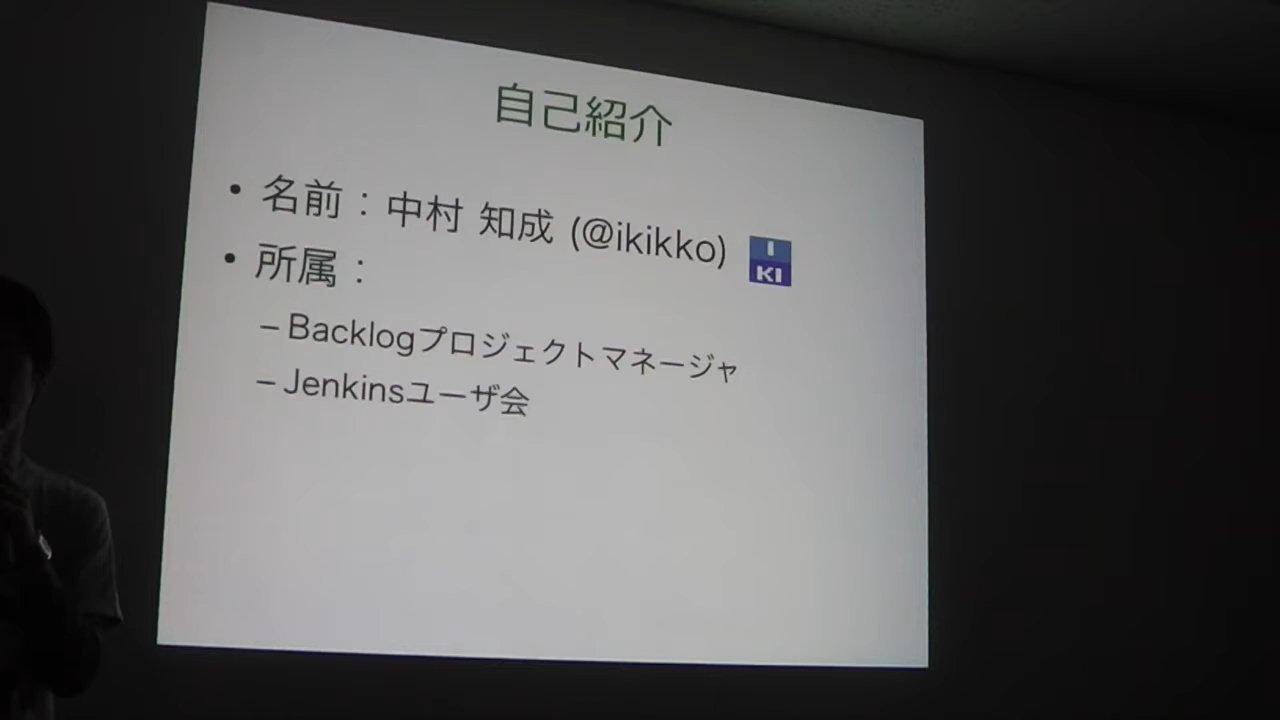 自己紹介
• 名前：中村 知成 (@ikikko)
I
KI
• 所属：
– Backlogプロジェクトマネージャ
– Jenkinsユーザ会